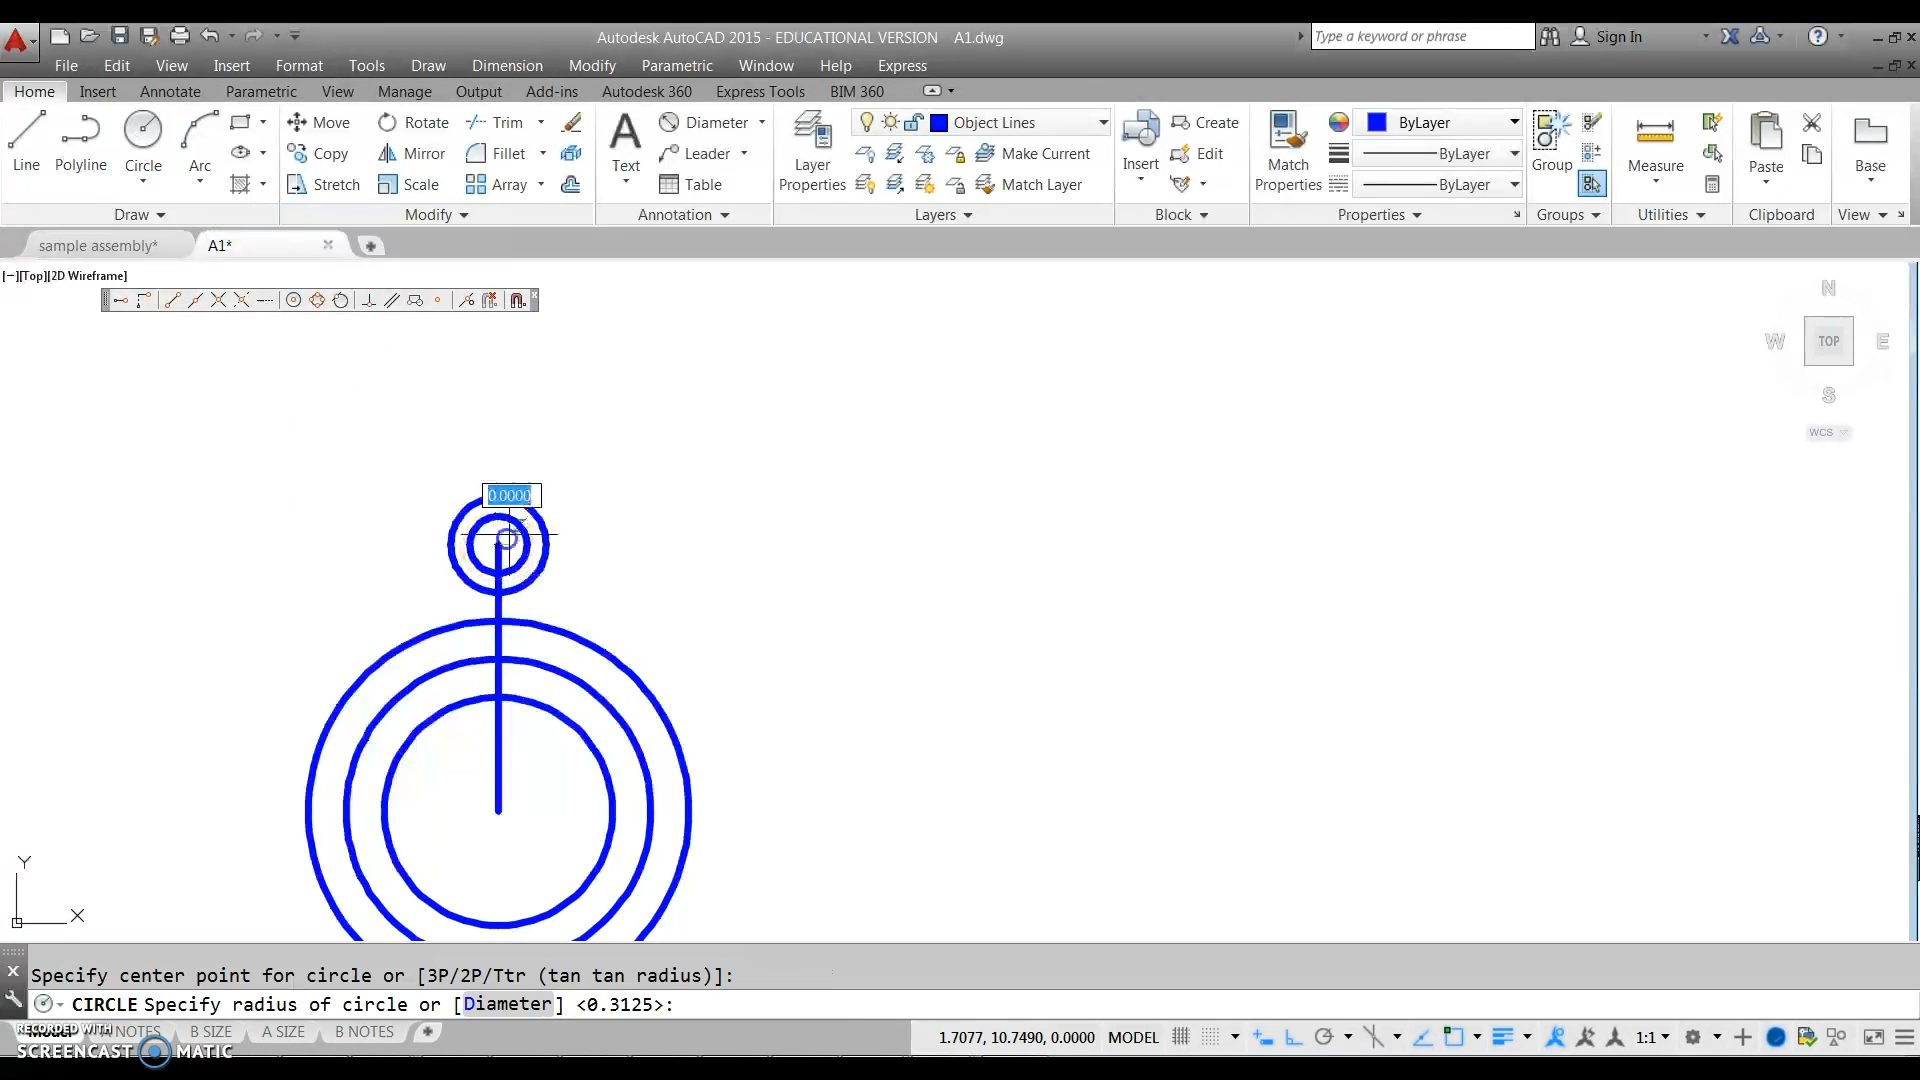 Autodesk AutoCAD 2015 - EDUCATIONAL VERSION A1.dwg
Type a keyword or phrase
Sign In
File Edit View Insert Format Tools Draw Dimension Modify Parametric Window Help Express
Home Insert Annotate Parametric View Manage Output Add-ins Autodesk 360 Express Tools BIM 360
Line Polyline Circle Arc
Move Rotate Trim
Copy Mirror Fillet
Stretch Scale Array
Text Diameter
Leader
Table
Layer Properties
Object Lines
Make Current
Match Layer
Insert Create
Edit
Match Properties
ByLayer
ByLayer
ByLayer
Group Measure Paste Base
Draw Modify Annotation Layers Block Properties Groups Utilities Clipboard View
sample assembly* A1*
[−][Top][2D Wireframe]
N
W TOP E
S
WCS
0.0000
Y
X
Specify center point for circle or [3P/2P/Ttr (tan tan radius)]:
CIRCLE Specify radius of circle or [Diameter] <0.3125>:
Model A NOTES B SIZE A SIZE B NOTES
1.7077, 10.7490, 0.0000 MODEL 1:1
RECORDED WITH
SCREENCAST MATIC